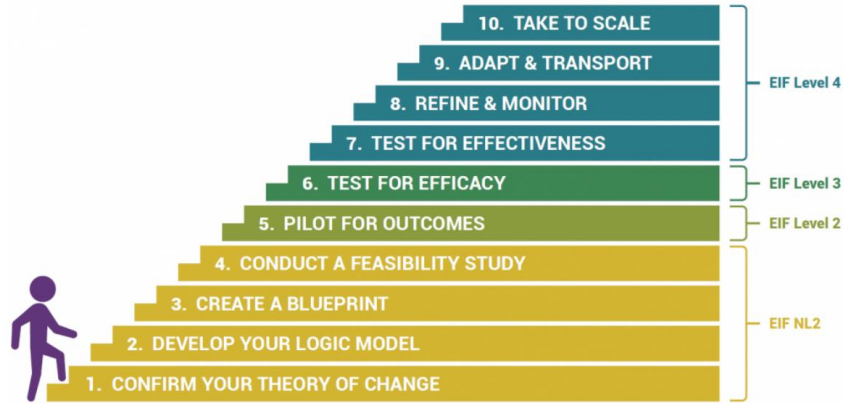 10. TAKE TO SCALE
9. ADAPT & TRANSPORT
EIF Level 4
8. REFINE & MONITOR
7. TEST FOR EFFECTIVENESS
6. TEST FOR EFFICACY
EIF Level 3
5. PILOT FOR OUTCOMES
EIF Level 2
4. CONDUCT A FEASIBILITY STUDY
3. CREATE A BLUEPRINT
EIF NL2
2. DEVELOP YOUR LOGIC MODEL
1. CONFIRM YOUR THEORY OF CHANGE